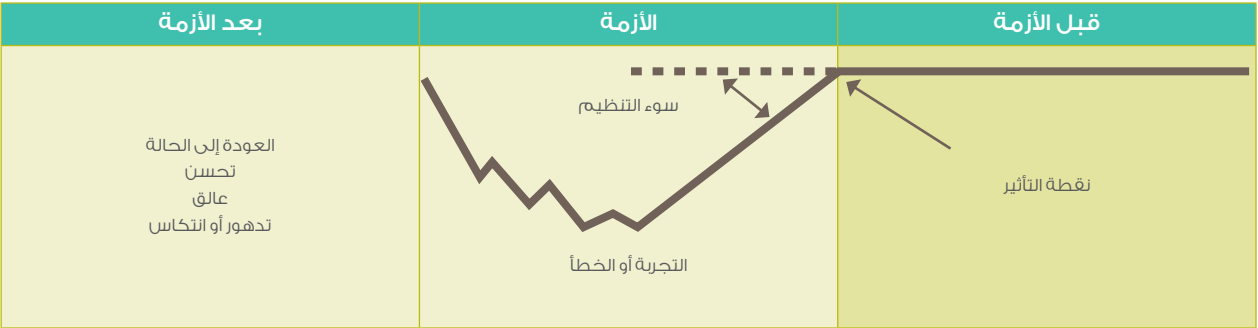 قبل الأزمة
الأزمة
بعد الأزمة
نقطة التأثير
سوء التنظيم
التجربة أو الخطأ
العودة إلى الحالة
تحسن
عالق
تدهور أو انتكاس